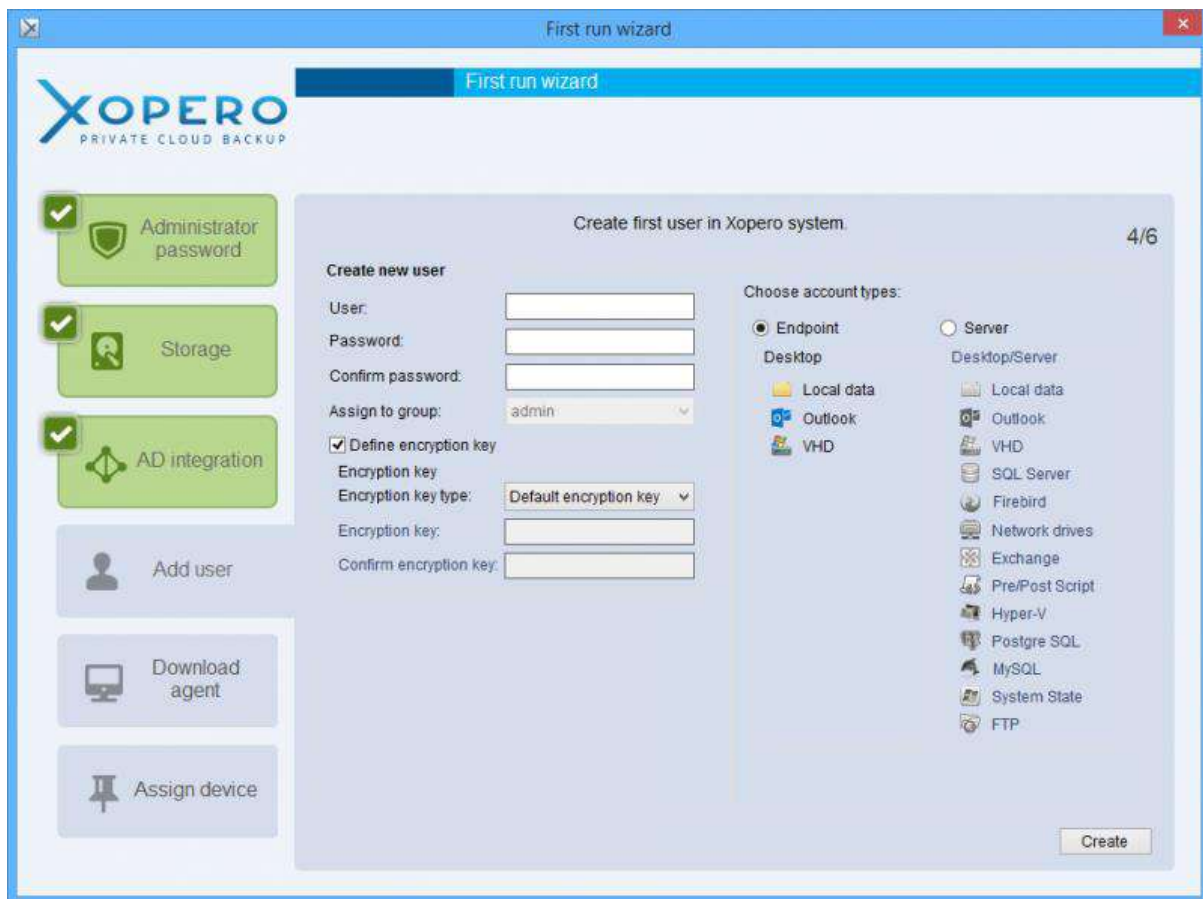 First run wizard
First run wizard
XOPERO
PRIVATE CLOUD BACKUP
Administrator
password
Storage
AD integration
Add user
Download
agent
Assign device
Create first user in Xopero system.
4/6
Create new user
User:
Password:
Confirm password:
Assign to group: admin
Define encryption key
Encryption key
Encryption key type: Default encryption key
Encryption key:
Confirm encryption key:
Choose account types:
Endpoint
Desktop
Local data
Outlook
VHD
Server
Desktop/Server
Local data
Outlook
VHD
SQL Server
Firebird
Network drives
Exchange
Pre/Post Script
Hyper-V
Postgre SQL
MySQL
System State
FTP
Create